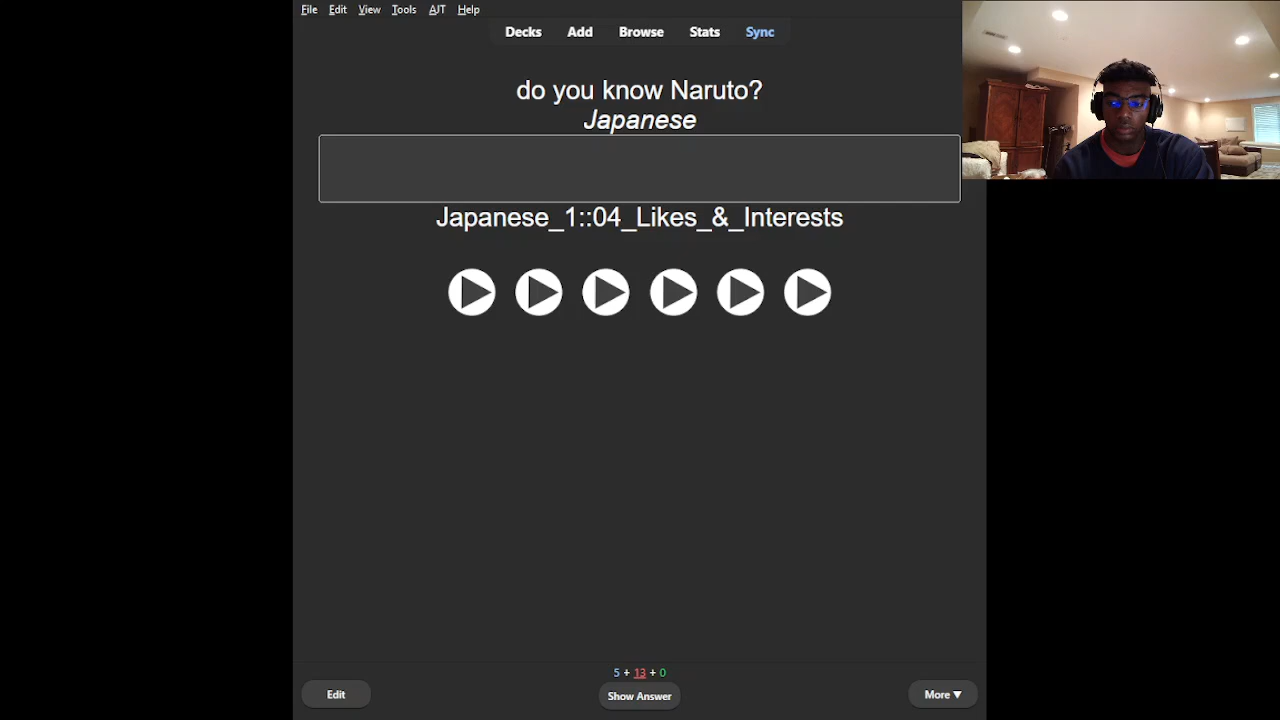 File Edit View Tools AJT Help
Decks Add Browse Stats Sync
do you know Naruto?
Japanese
Japanese_1::04_Likes_&_Interests
5 + 13 + 0
Edit Show Answer More ▼